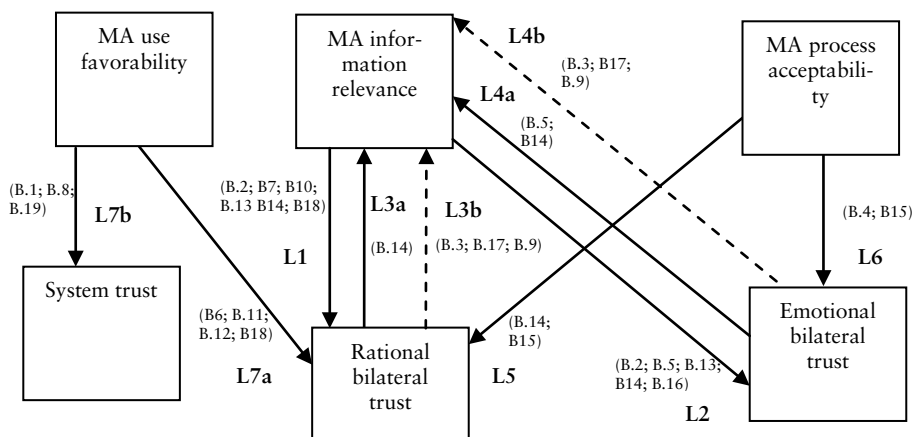 MA use
favorability
MA infor-
mation
relevance
MA process
acceptabili-
ty
L4b
(B.3; B17;
B.9)
L4a
(B.5;
B14)
(B.1; B.8;
B.19)
L7b
(B.2; B7; B10;
B.13 B14; B18)
L3a
L3b
(B.14)
(B.3; B.17; B.9)
L1
(B.4; B15)
L6
System trust
(B6; B.11;
B.12; B18)
L7a
Rational
bilateral
trust
(B.14;
B15)
L5
Emotional
bilateral
trust
(B.2; B.5; B.13;
B14; B.16)
L2